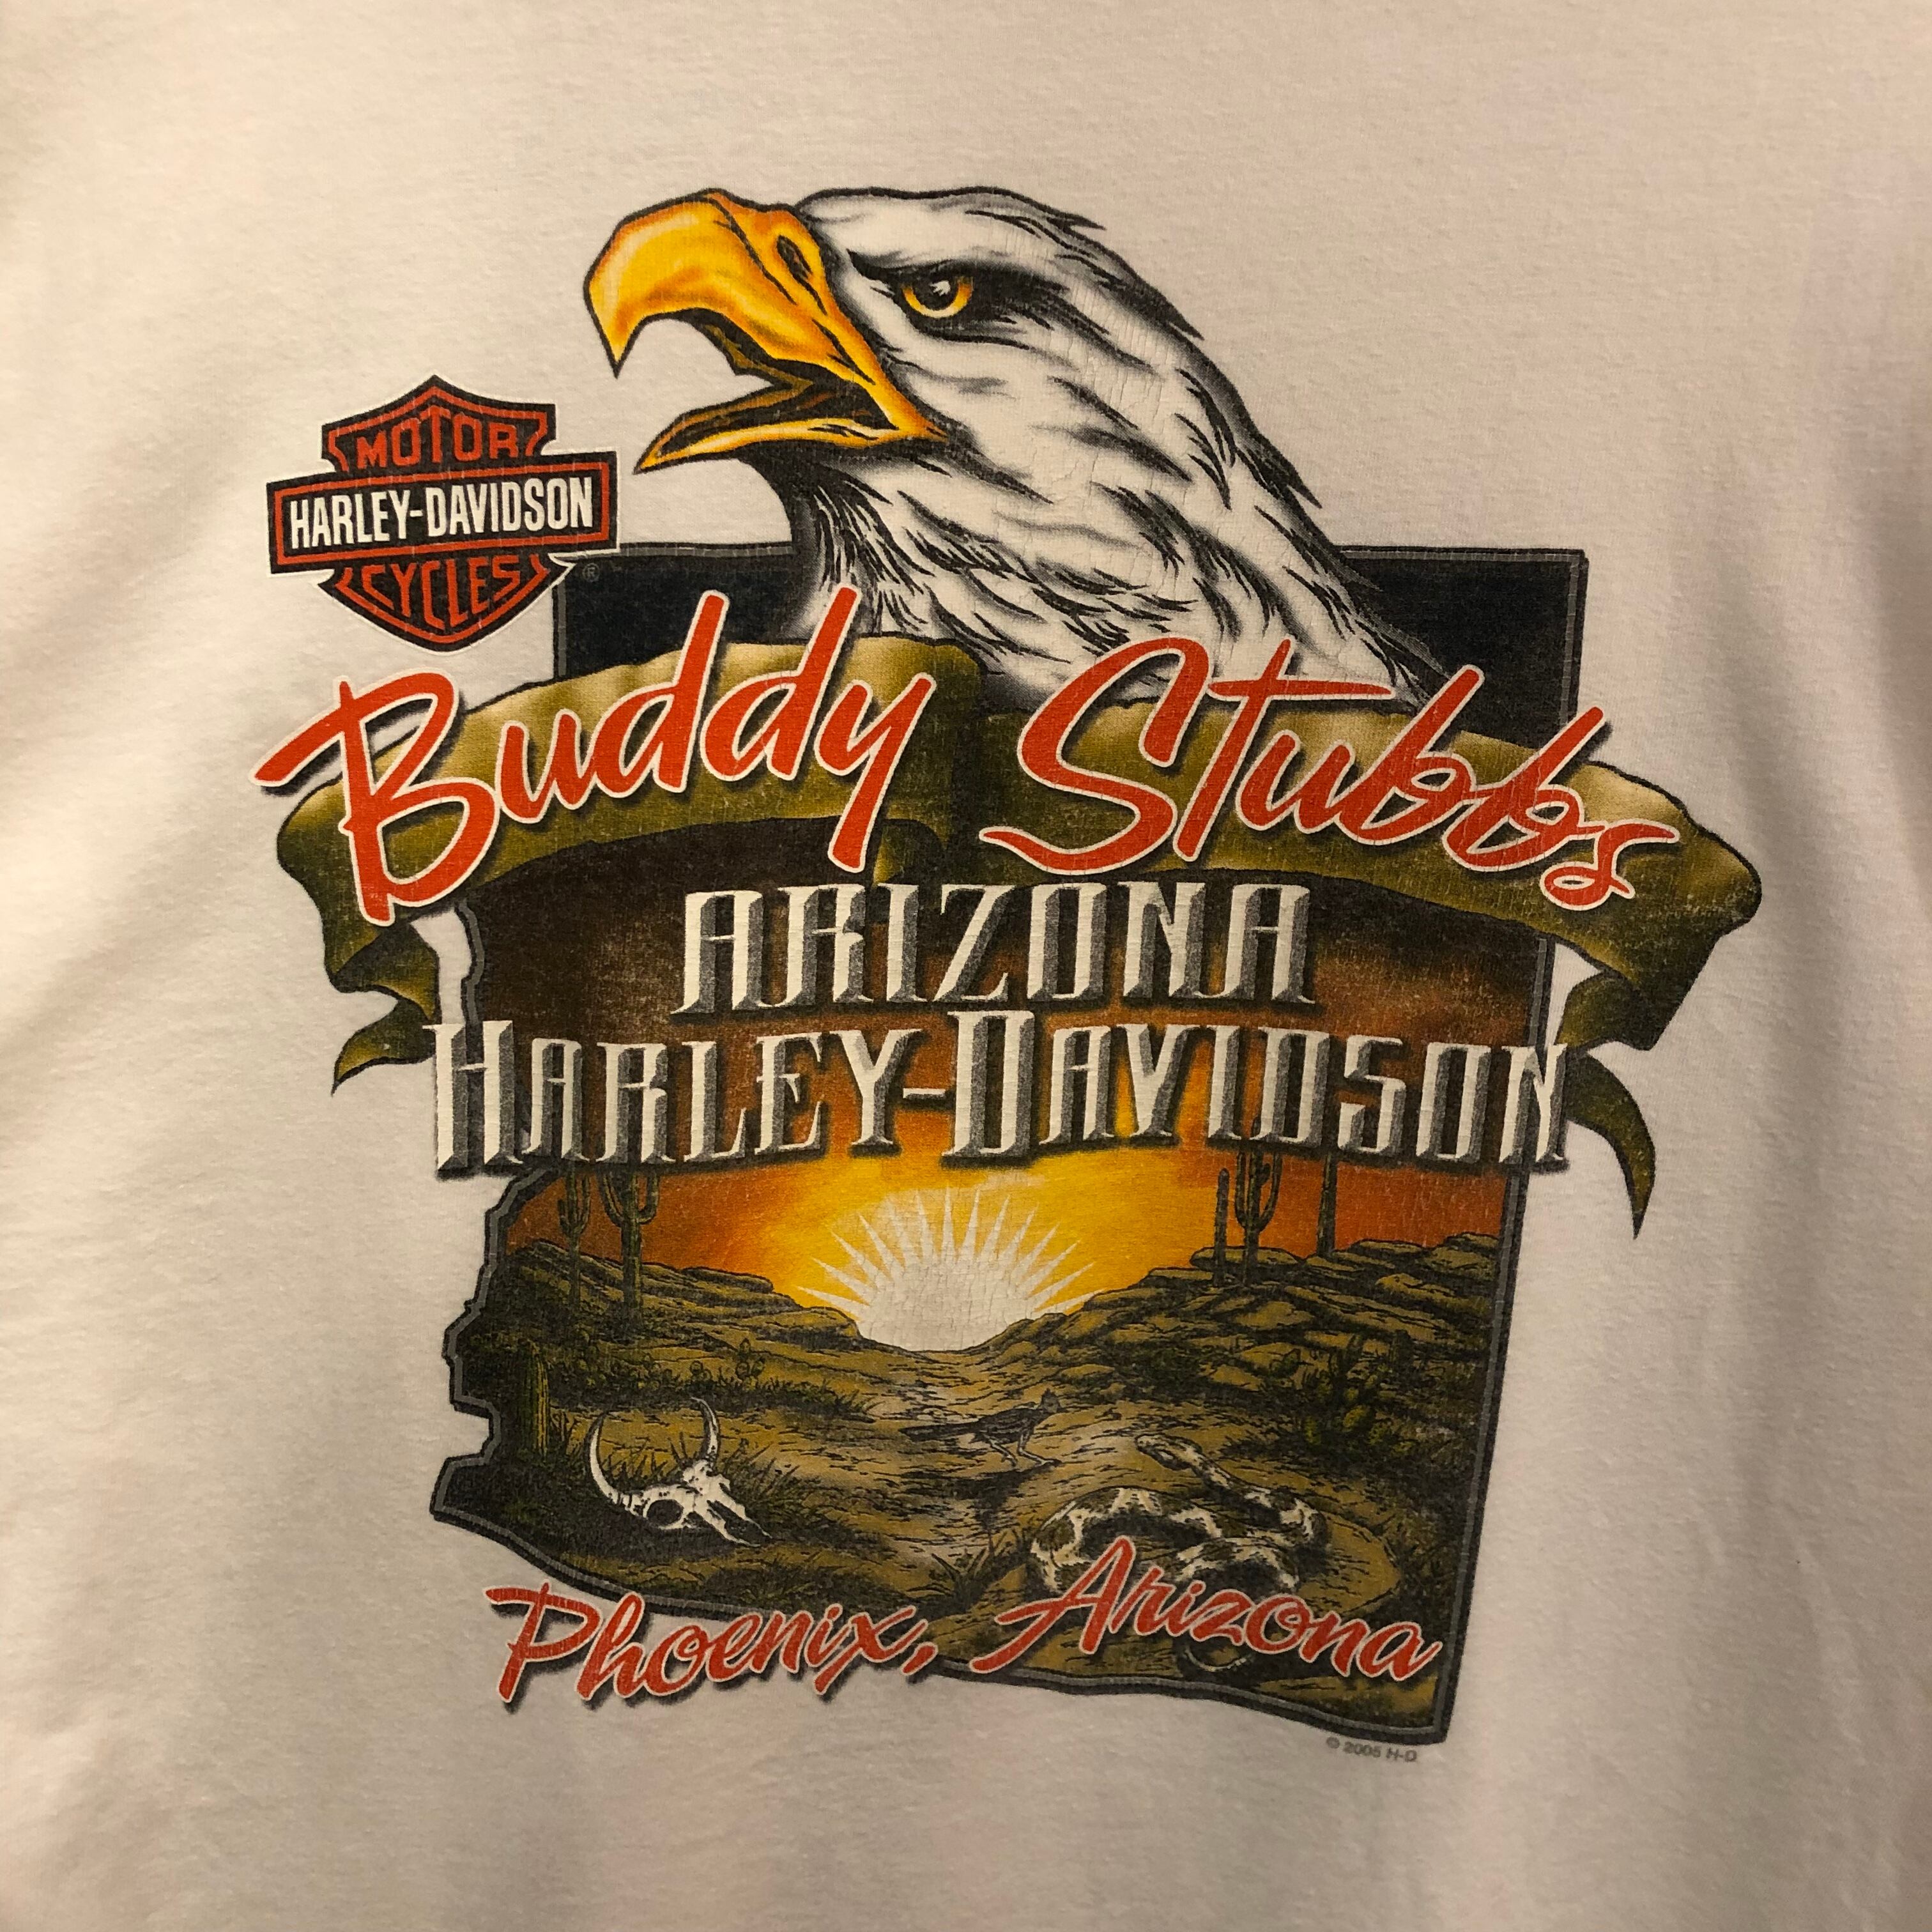 MOTOR
HARLEY-DAVIDSON
CYCLES
®
Buddy Stubbs
ARIZONA
HARLEY-DAVIDSON
Phoenix, Arizona
© 2005 H-D